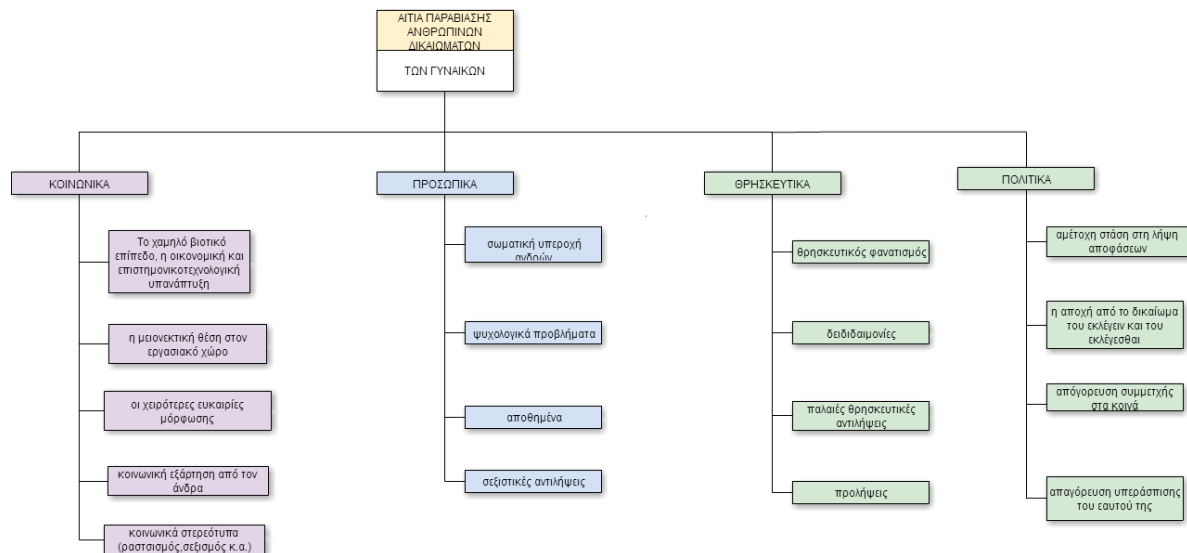 ΑΙΤΙΑ ΠΑΡΑΒΙΑΣΗΣ
ΑΝΘΡΩΠΙΝΩΝ
ΔΙΚΑΙΩΜΑΤΩΝ
ΤΩΝ ΓΥΝΑΙΚΩΝ
ΚΟΙΝΩΝΙΚΑ
Το χαμηλό βιοτικό
επίπεδο, η οικονομική και
επιστημονικοτεχνολογική
υπανάπτυξη
η μειονεκτική θέση στον
εργασιακό χώρο
οι χειρότερες ευκαιρίες
μόρφωσης
κοινωνική εξάρτηση από τον
άνδρα
κοινωνικά στερεότυπα
(ραστσισμός,σεξισμός κ.α.)
ΠΡΟΣΩΠΙΚΑ
σωματική υπεροχή
ανδρών
ψυχολογικά προβλήματα
αποθημένα
σεξιστικές αντιλήψεις
ΘΡΗΣΚΕΥΤΙΚΑ
θρησκευτικός φανατισμός
δειδιδαιμονίες
παλαιές θρησκευτικές
αντιλήψεις
προλήψεις
ΠΟΛΙΤΙΚΑ
αμέτοχη στάση στη λήψη
αποφάσεων
η αποχή από το δικαίωμα
του εκλέγειν και του
εκλέγεσθαι
απόγορευση συμμετχής
στα κοινά
απαγόρευση υπεράσπισης
του εαυτού της